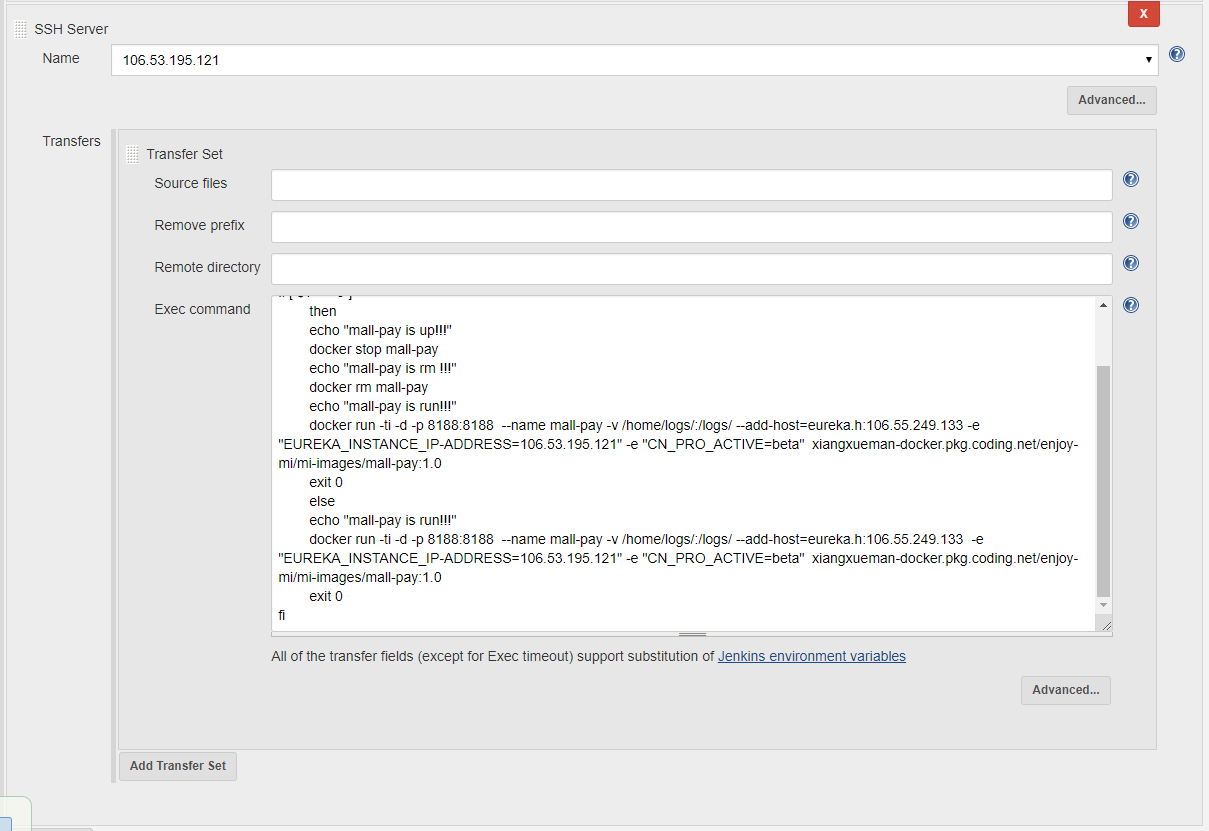 X
SSH Server
Name
106.53.195.121
Advanced...
Transfers
Transfer Set
Source files
Remove prefix
Remote directory
Exec command
then
echo "mall-pay is up!!!"
docker stop mall-pay
echo "mall-pay is rm !!!"
docker rm mall-pay
echo "mall-pay is run!!!"
docker run -ti -d -p 8188:8188  --name mall-pay -v /home/logs/:/logs/ --add-host=eureka.h:106.55.249.133 -e
"EUREKA_INSTANCE_IP-ADDRESS=106.53.195.121" -e "CN_PRO_ACTIVE=beta"  xiangxueman-docker.pkg.coding.net/enjoy-
mi/mi-images/mall-pay:1.0
exit 0
else
echo "mall-pay is run!!!"
docker run -ti -d -p 8188:8188  --name mall-pay -v /home/logs/:/logs/ --add-host=eureka.h:106.55.249.133  -e
"EUREKA_INSTANCE_IP-ADDRESS=106.53.195.121" -e "CN_PRO_ACTIVE=beta"  xiangxueman-docker.pkg.coding.net/enjoy-
mi/mi-images/mall-pay:1.0
exit 0
fi
All of the transfer fields (except for Exec timeout) support substitution of Jenkins environment variables
Advanced...
Add Transfer Set